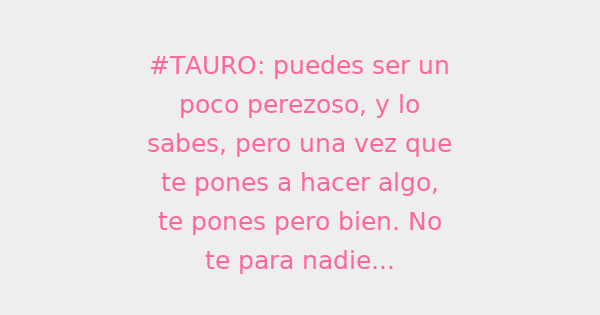 #TAURO: puedes ser un
poco perezoso, y lo
sabes, pero una vez que
te pones a hacer algo,
te pones pero bien. No
te para nadie...